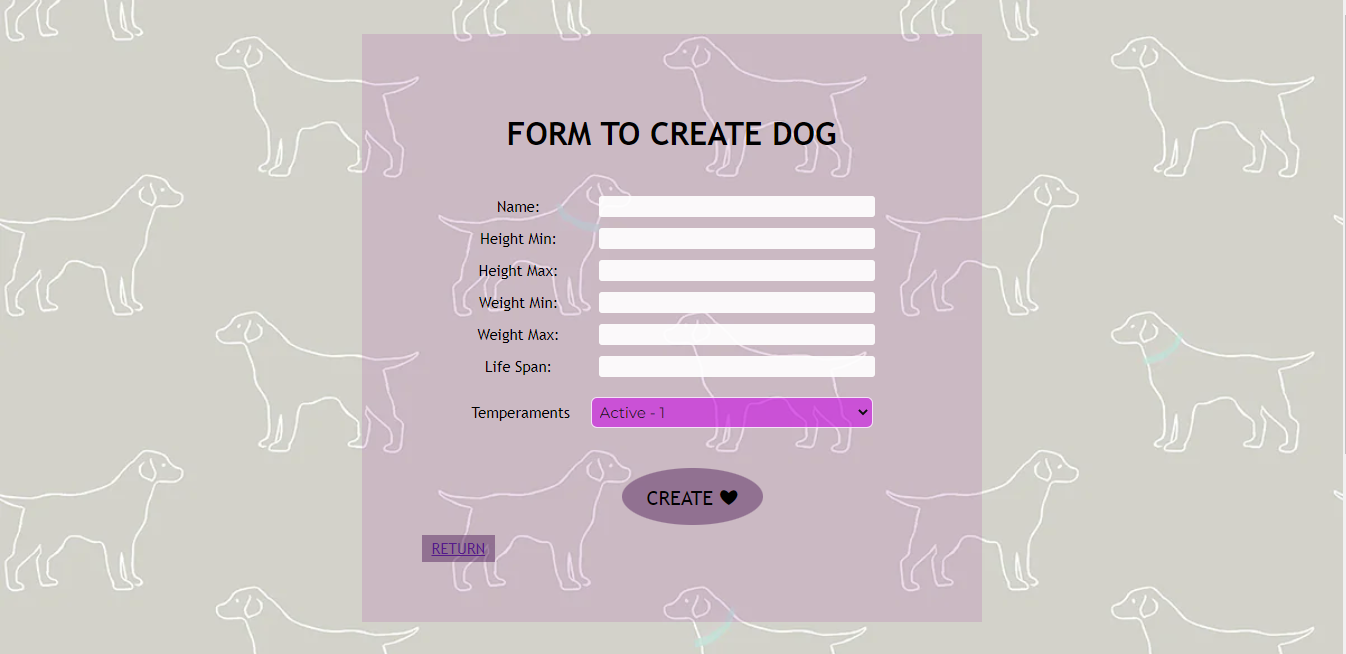 FORM TO CREATE DOG
Name:
Height Min:
Height Max:
Weight Min:
Weight Max:
Life Span:
Temperaments Active - 1
CREATE 🖤
RETURN